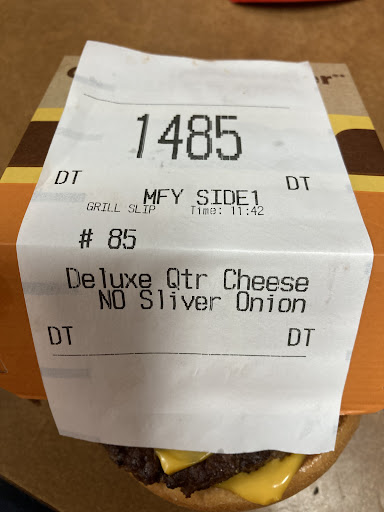 1485
DT DT
MFY SIDE1
GRILL SLIP Time: 11:42
# 85
Deluxe Qtr Cheese
NO Sliver Onion
DT DT